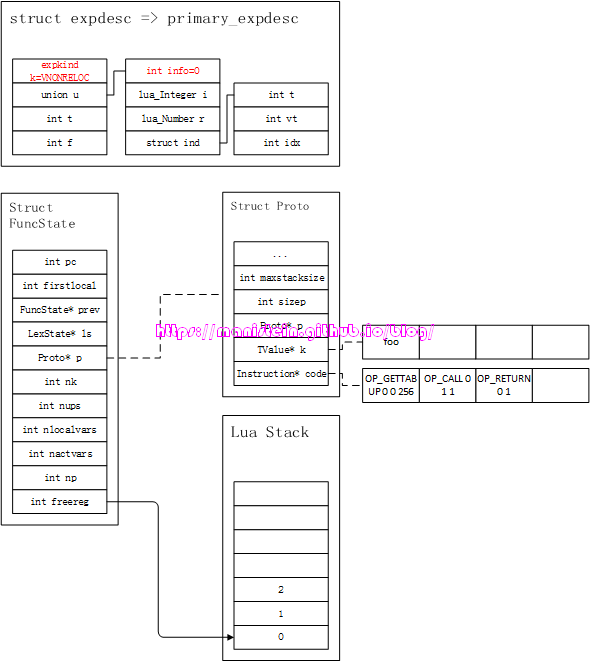 struct expdesc => primary_expdesc
expkind
k=VNONRELOC
union u
int t
int f
int info=0
lua_Integer i
lua_Number r
struct ind
int t
int vt
int idx
Struct
FuncState
int pc
int firstlocal
FuncState* prev
LexState* ls
Proto* p
int nk
int nups
int nlocalvars
int nactvars
int np
int freereg
Struct Proto
...
int maxstacksize
int sizep
Proto* p
TValue* k
Instruction* code
https://manistein.github.io/blog/
foo
OP_GETTAB
UP 0 0 256
OP_CALL 0
1 1
OP_RETURN
0 1
Lua Stack
2
1
0